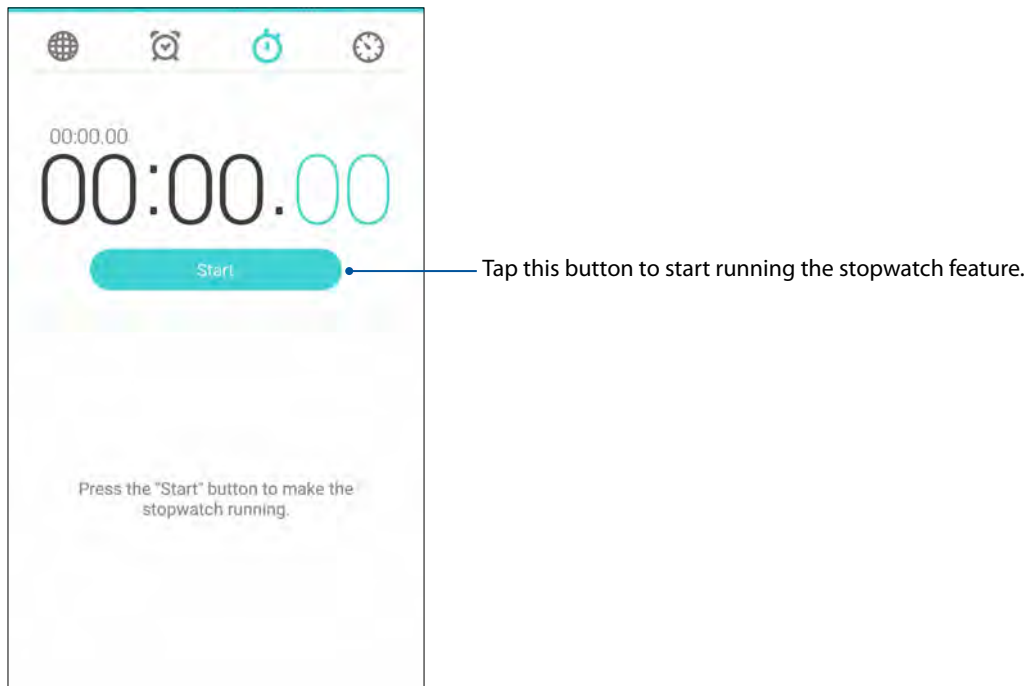 00:00.00
00:00.00
Start
Tap this button to start running the stopwatch feature.
Press the "Start" button to make the
stopwatch running.